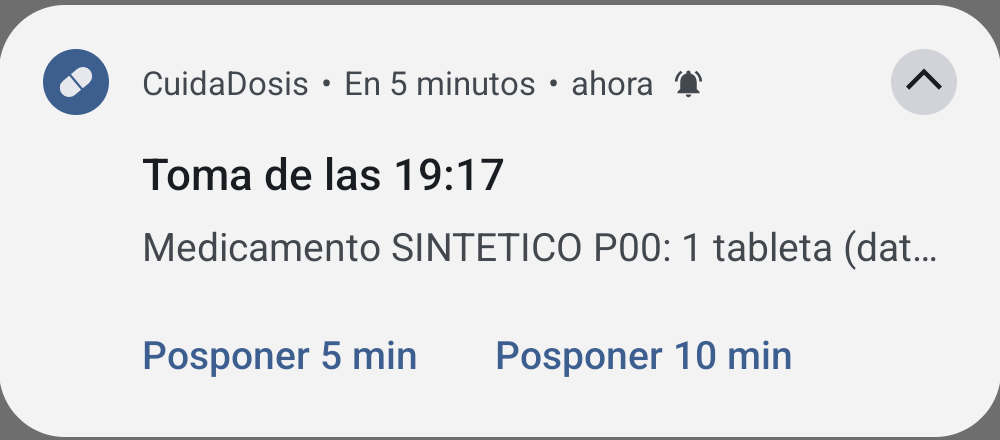 CuidaDosis • En 5 minutos • ahora
Toma de las 19:17
Medicamento SINTETICO P00: 1 tableta (dat...
Posponer 5 min Posponer 10 min